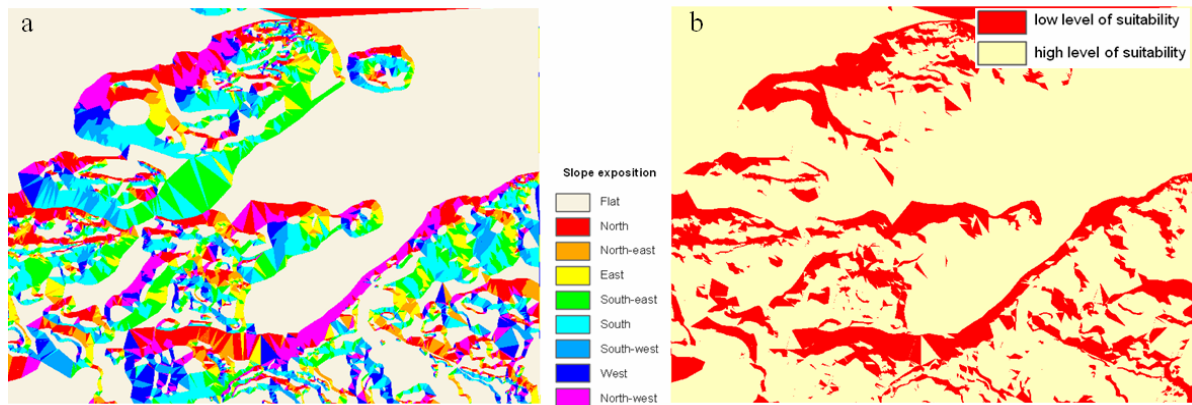 a
Slope exposition
Flat
North
North-east
East
South-east
South
South-west
West
North-west
b
low level of suitability
high level of suitability